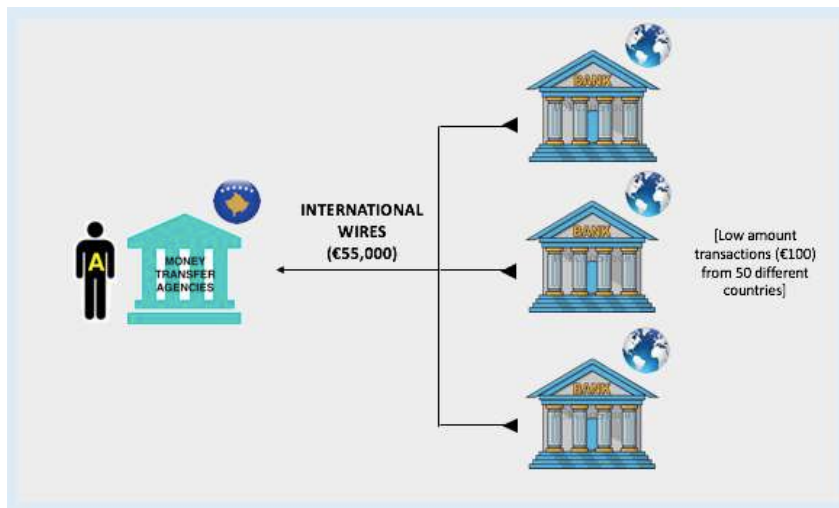 BANK
INTERNATIONAL
WIRES
(€55,000)
A
MONEY
TRANSFER
AGENCIES
BANK
[Low amount
transactions (€100)
from 50 different
countries]
BANK